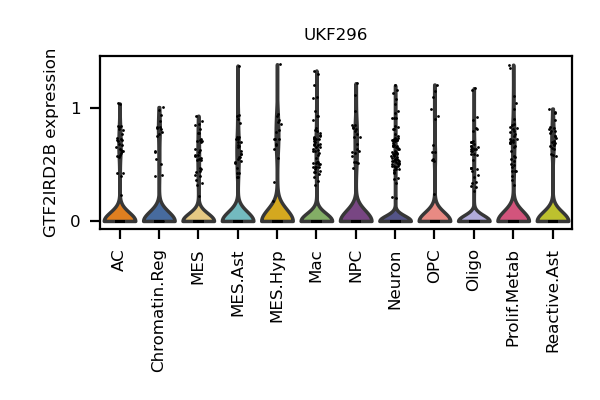 UKF296
GTF2IRD2B expression
1
0
AC
Chromatin.Reg
MES
MES.Ast
MES.Hyp
Mac
NPC
Neuron
OPC
Oligo
Prolif.Metab
Reactive.Ast